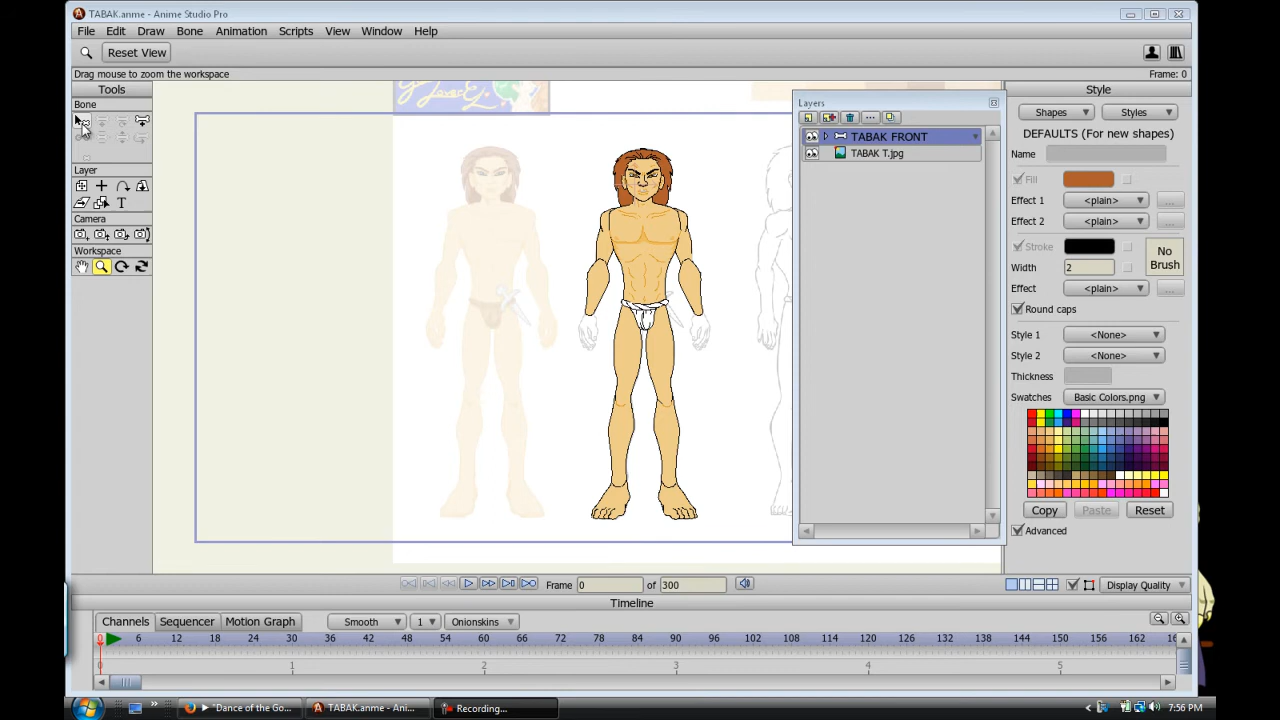 TABAK.anme - Anime Studio Pro
File Edit Draw Bone Animation Scripts View Window Help
Reset View
Drag mouse to zoom the workspace
Frame: 0
Tools
Bone
Layer
T
Camera
Workspace
Layers
TABAK FRONT
TABAK T.jpg
Style
Shapes Styles
DEFAULTS (For new shapes)
Name
Fill
Effect 1 <plain> ...
Effect 2 <plain> ...
Stroke
No Brush
Width 2
Effect <plain> ...
Round caps
Style 1 <None>
Style 2 <None>
Thickness
Swatches Basic Colors.png
Copy Paste Reset
Advanced
Frame 0 of 300
Display Quality
Timeline
Channels Sequencer Motion Graph Smooth 1 Onionskins
0 6 12 18 24 30 36 42 48 54 60 66 72 78 84 90 96 102 108 114 120 126 132 138 144 150 156 162
0 1 2 3 4 5
"Dance of the Go... TABAK.anme - Ani... Recording... 7:56 PM